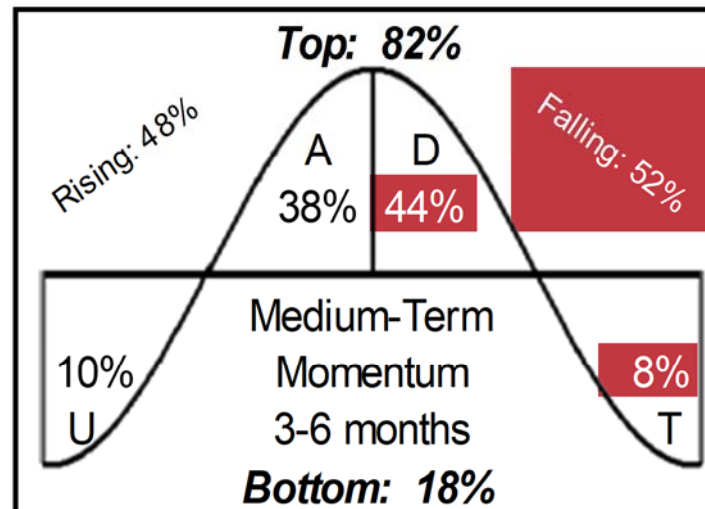 Top: 82%
Rising: 48%
Falling: 52%
A
D
38%
44%
Medium-Term
10%
Momentum
8%
U
3-6 months
T
Bottom: 18%